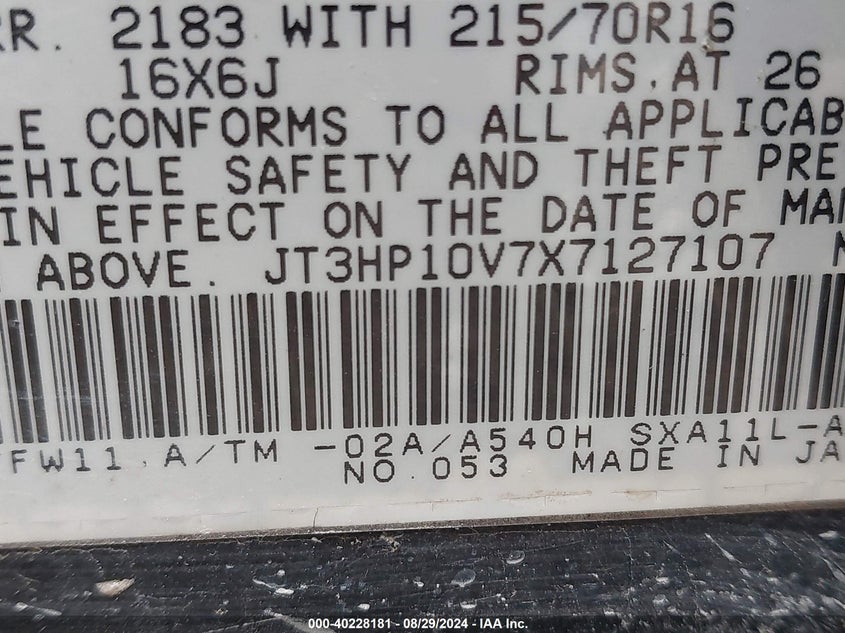 RR. 2183 WITH 215/70R16
16X6J RIMS. AT 26
LE CONFORMS TO ALL APPLICAB
EHICLE SAFETY AND THEFT PRE
IN EFFECT ON THE DATE OF MAN
ABOVE. JT3HP10V7X7127107
FW11. A/TM -02A/A540H SXA11L-A
NO.053 MADE IN JA
000-40228181 - 08/29/2024 - IAA Inc.